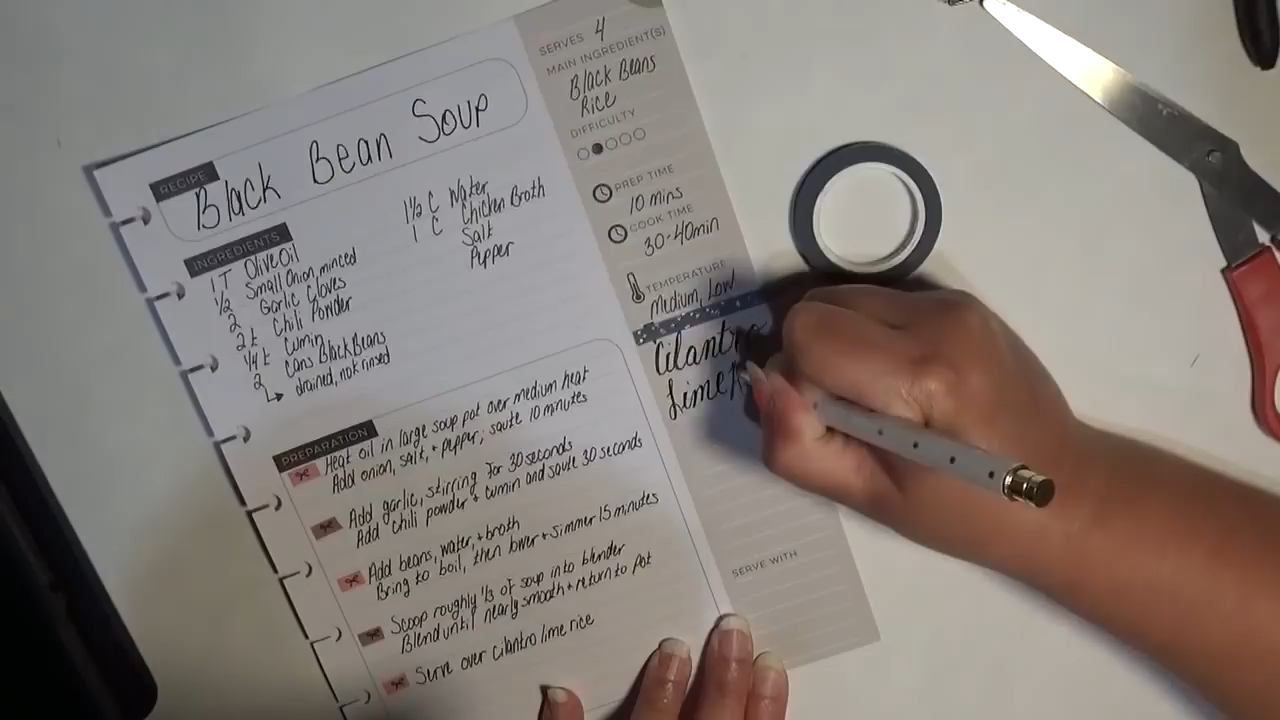 RECIPE
Black Bean Soup
INGREDIENTS
1 T Olive Oil
1/2 Small Onion, minced
2 Garlic Cloves
2 t Chili Powder
1/4 t Cumin
2 cans Black Beans
drained, not rinsed
1 1/2 C Water
1 C Chicken Broth
Salt
Pepper
PREPARATION
Heat oil in large soup pot over medium heat
Add onion, salt, + pepper; saute 10 minutes
Add garlic, stirring for 30 seconds
Add chili powder + cumin and saute 30 seconds
Add beans, water, + broth
Bring to boil, then lower + simmer 15 minutes
Scoop roughly 1/3 of soup into blender
Blend until nearly smooth + return to pot
Serve over cilantro lime rice
SERVES 4
MAIN INGREDIENT(S)
Black Beans
Rice
DIFFICULTY
PREP TIME
10 mins
COOK TIME
30-40min
TEMPERATURE
Medium, Low
Cilantro
Lime
SERVE WITH